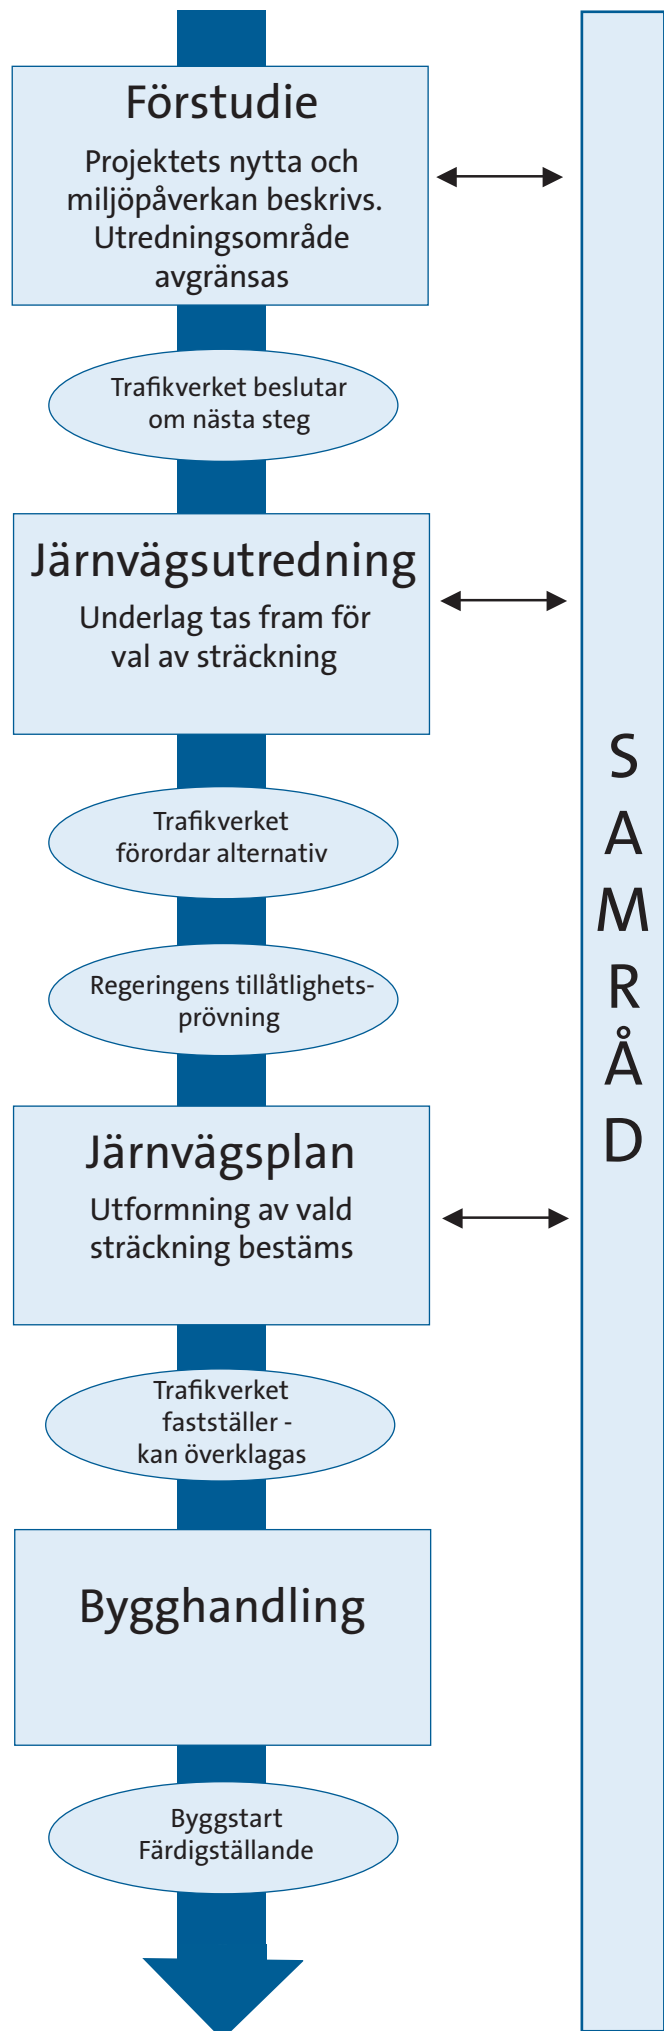 Förstudie
Projektets nytta och
miljöpåverkan beskrivs.
Utredningsområde
avgränsas
Trafikverket beslutar
om nästa steg
Järnvägsutredning
Underlag tas fram för
val av sträckning
Trafikverket
förordar alternativ
Regeringens tillåtlighets-
prövning
Järnvägsplan
Utformning av vald
sträckning bestäms
Trafikverket
fastställer -
kan överklagas
Bygghandling
Byggstart
Färdigställande
S
A
M
R
Å
D